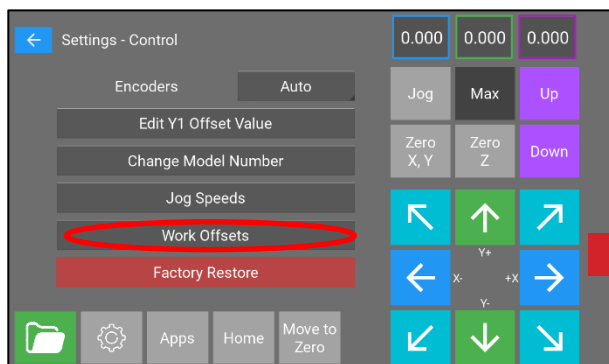 Settings - Control
0.000 0.000 0.000
Encoders Auto
Jog Max Up
Edit Y1 Offset Value
Change Model Number
Zero X, Y
Zero Z
Down
Jog Speeds
Work Offsets
Factory Restore
Y+
X- +X
Y-
Apps Home Move to Zero